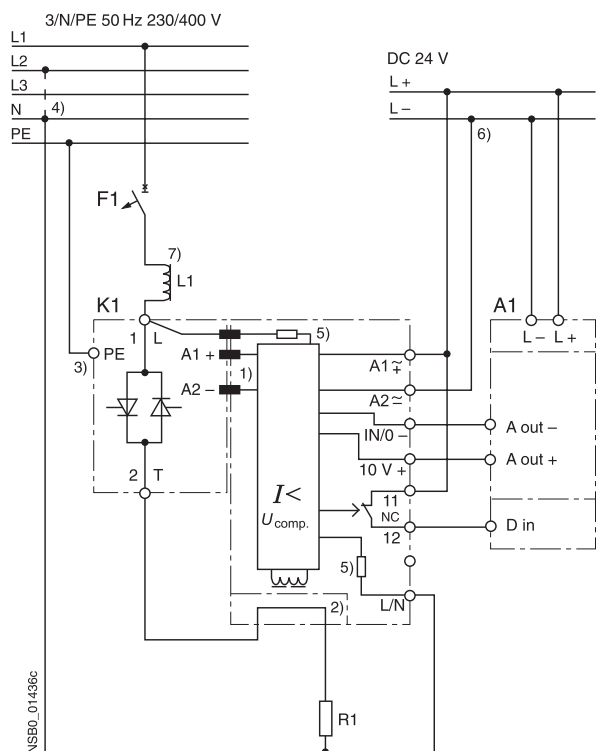 3/N/PE 50 Hz 230/400 V
L1
L2
L3
N 4)
PE
DC 24 V
L +
L –
6)
F1
7)
L1
K1
1 L
5)
A1
L – L +
3) PE
A1 +
1)
A2 –
A1 ≂ +
A2 ≂
IN/0 –
A out –
10 V +
A out +
I<
U comp.
11
NC
12
D in
2 T
5)
L/N
2)
R1
NSB0_01436c